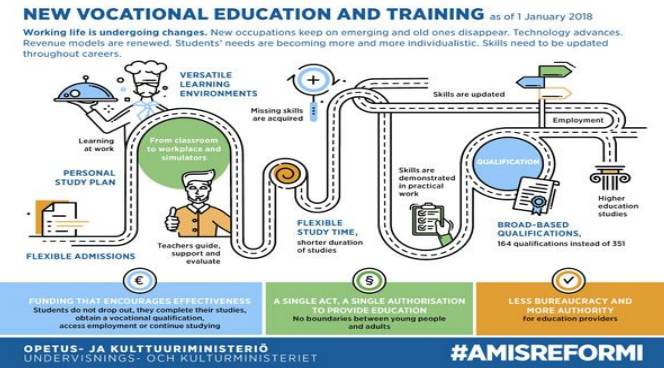 NEW VOCATIONAL EDUCATION AND TRAINING as of 1 January 2018
Working life is undergoing changes. New occupations keep on emerging and old ones disappear. Technology advances.
Revenue models are renewed. Students' needs are becoming more and more individualistic. Skills need to be updated
throughout careers.
VERSATILE
LEARNING
ENVIRONMENTS
Missing skills
are acquired
Skills are updated
Employment
Learning
at work
From classroom
to workplace and
simulators
PERSONAL
STUDY PLAN
Skills are
demonstrated
in practical
work
QUALIFICATION
Higher
education
studies
FLEXIBLE ADMISSIONS
Teachers guide,
support and
evaluate
FLEXIBLE
STUDY TIME,
shorter duration
of studies
BROAD-BASED
QUALIFICATIONS,
164 qualifications instead of 351
€
§
FUNDING THAT ENCOURAGES EFFECTIVENESS
Students do not drop out, they complete their studies,
obtain a vocational qualification,
access employment or continue studying
A SINGLE ACT, A SINGLE AUTHORISATION
TO PROVIDE EDUCATION
No boundaries between young people
and adults
LESS BUREAUCRACY AND
MORE AUTHORITY
for education providers
OPETUS- JA KULTTUURIMINISTERIÖ
UNDERVISNINGS- OCH KULTURMINISTERIET
#AMISREFORMI